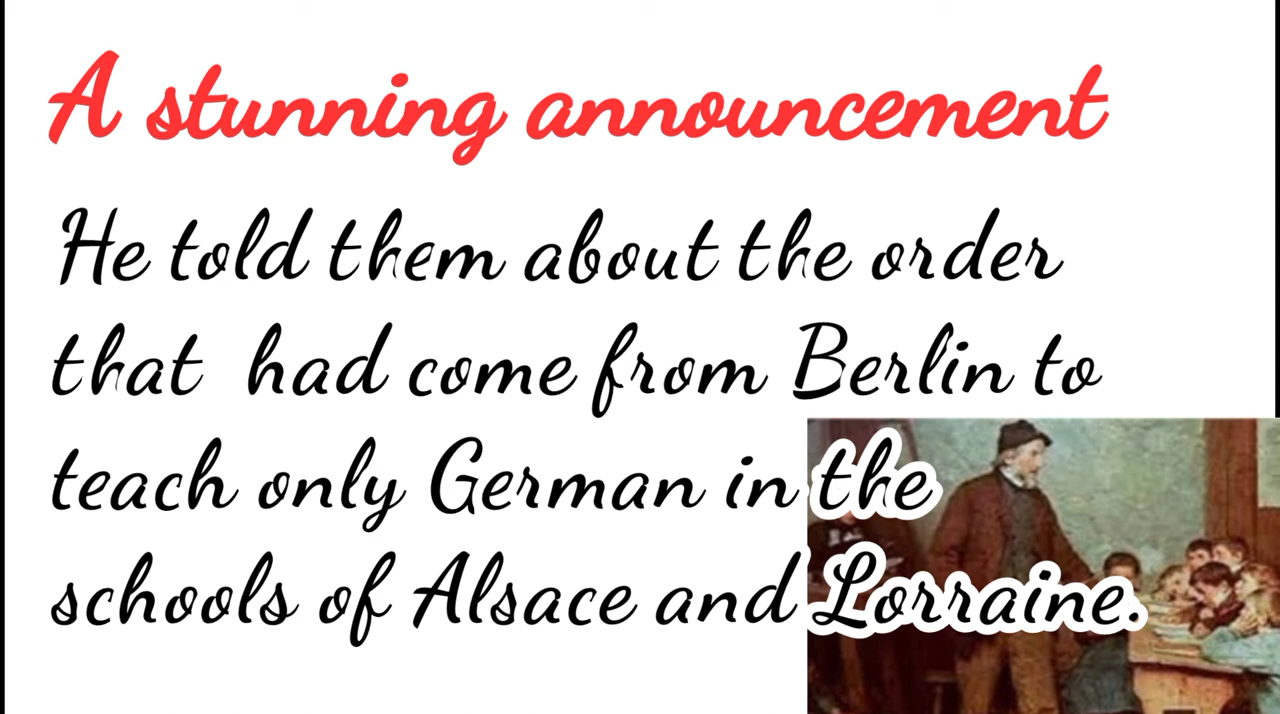 A stunning announcement
He told them about the order
that had come from Berlin to
teach only German in the
schools of Alsace and Lorraine.